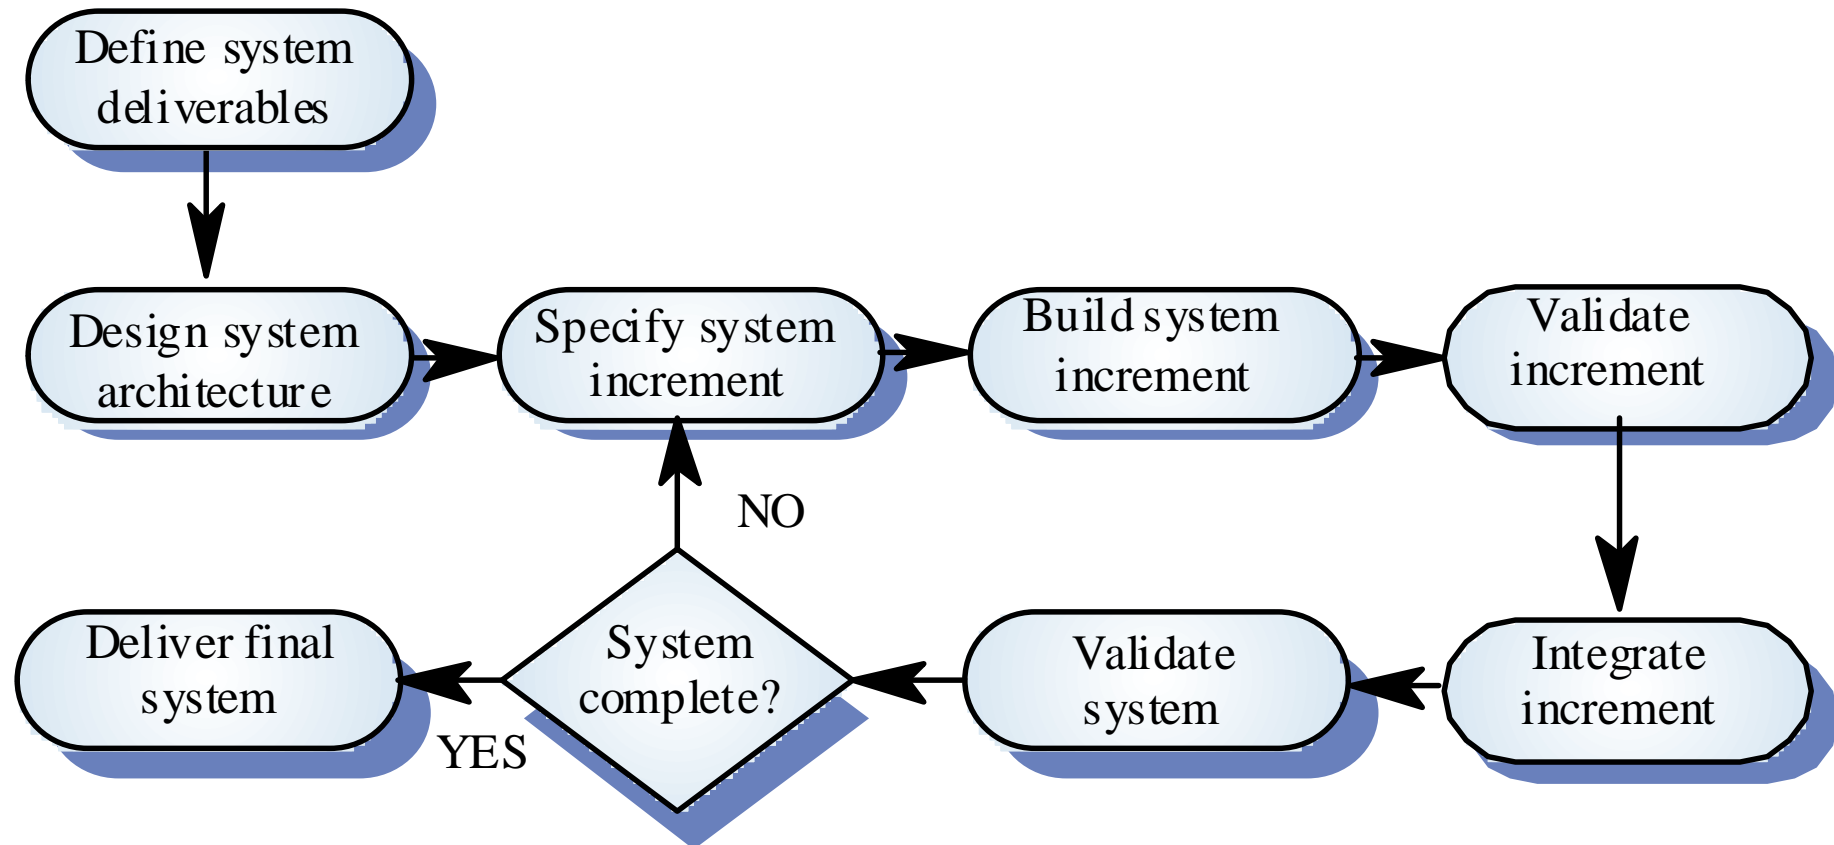 Define system
deliverables
Design system
architecture
Specify system
increment
Build system
increment
Validate
increment
NO
Deliver final
system
YES
System
complete?
Validate
system
Integrate
increment